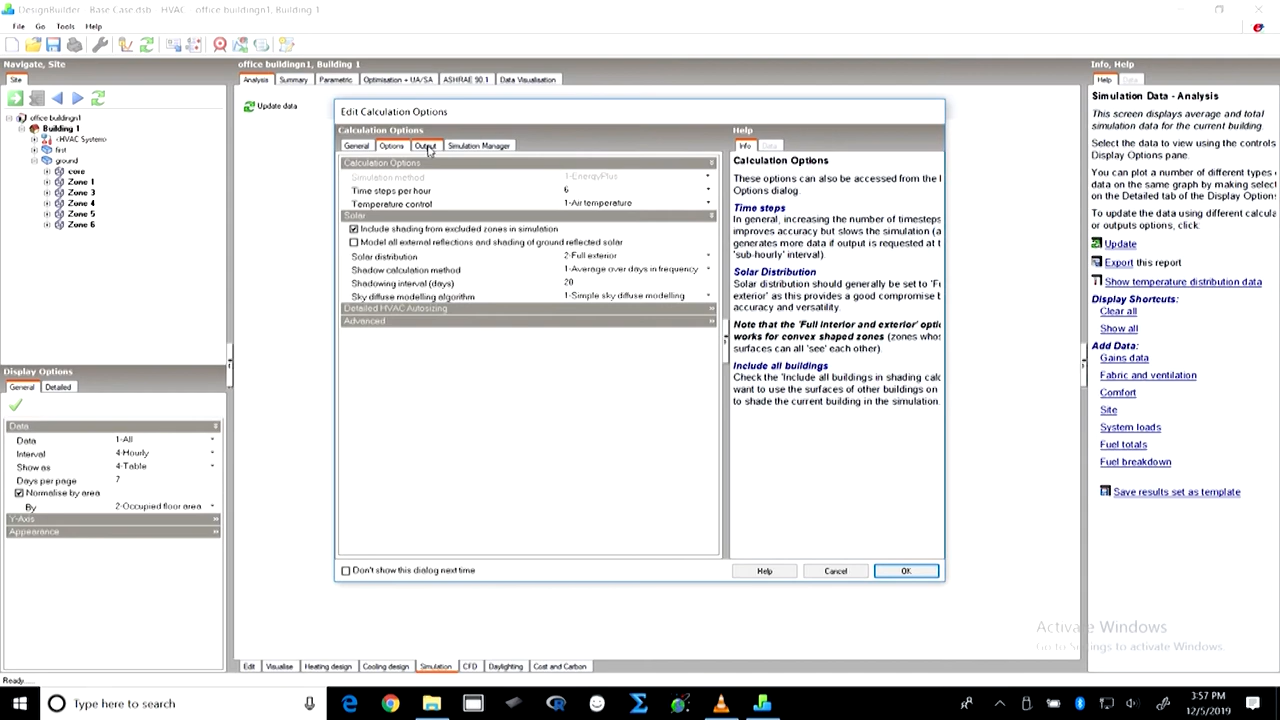 DesignBuilder - Base Case.dsb - HVAC - office buildingn1, Building 1
File Go Tools Help
Navigate, Site
Site
office buildingn1
Building 1
<HVAC System>
first
ground
core
Zone 1
Zone 3
Zone 4
Zone 5
Zone 6
Display Options
General Detailed
Data
Data 1-All
Interval 4-Hourly
Show as 4-Table
Days per page 7
Normalise by area
By 2-Occupied floor area
Y-Axis
Appearance
Ready....
office buildingn1, Building 1
Analysis Summary Parametric Optimisation + UA/SA ASHRAE 90.1 Data Visualisation
Update data
Edit Calculation Options
Calculation Options
General Options Output Simulation Manager
Calculation Options
Simulation method 1-EnergyPlus
Time steps per hour 6
Temperature control 1-Air temperature
Solar
Include shading from excluded zones in simulation
Model all external reflections and shading of ground reflected solar
Solar distribution 2-Full exterior
Shadow calculation method 1-Average over days in frequency
Shadowing interval (days) 20
Sky diffuse modelling algorithm 1-Simple sky diffuse modelling
Detailed HVAC Autosizing
Advanced
Don't show this dialog next time
Help
Info Data
Calculation Options
These options can also be accessed from the
Options dialog.
Time steps
In general, increasing the number of timesteps
improves accuracy but slows the simulation (a
generates more data if output is requested at t
'sub-hourly' interval).
Solar Distribution
Solar distribution should generally be set to 'F
exterior' as this provides a good compromise b
accuracy and versatility.
Note that the 'Full interior and exterior' optio
works for convex shaped zones (zones whos
surfaces can all 'see' each other).
Include all buildings
Check the 'Include all buildings in shading calc
want to use the surfaces of other buildings on
to shade the current building in the simulation.
Help Cancel OK
Edit Visualise Heating design Cooling design Simulation CFD Daylighting Cost and Carbon
Info, Help
Help Data
Simulation Data - Analysis
This screen displays average and total
simulation data for the current building
Select the data to view using the controls
Display Options pane.
You can plot a number of different types
data on the same graph by making selec
on the Detailed tab of the Display Option
To update the data using different calcula
or outputs options, click:
Update
Export this report
Show temperature distribution data
Display Shortcuts:
Clear all
Show all
Add Data:
Gains data
Fabric and ventilation
Comfort
Site
System loads
Fuel totals
Fuel breakdown
Save results set as template
Activate Windows
Go to Settings to activate Windows.
Type here to search
3:57 PM
12/5/2019